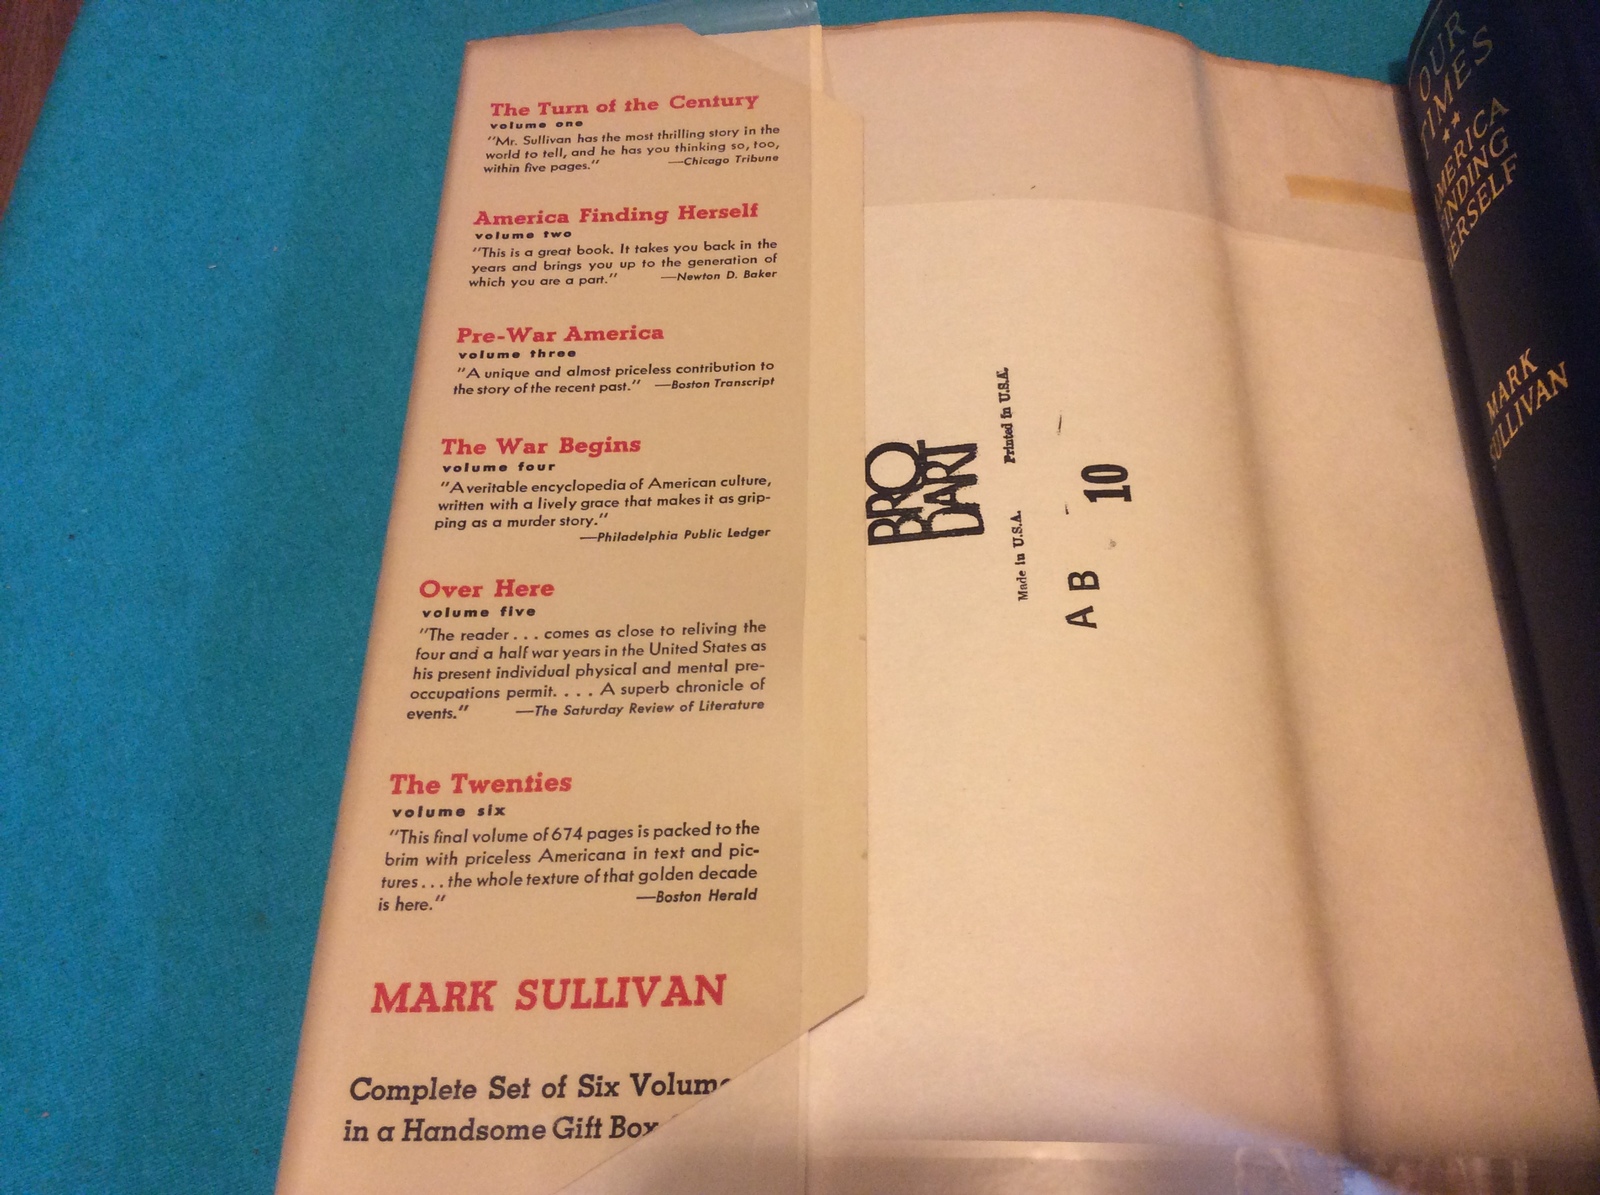 The Turn of the Century
volume one
"Mr. Sullivan has the most thrilling story in the
world to tell, and he has you thinking so, too,
within five pages." —Chicago Tribune
America Finding Herself
volume two
"This is a great book. It takes you back in the
years and brings you up to the generation of
which you are a part." —Newton D. Baker
Pre-War America
volume three
"A unique and almost priceless contribution to
the story of the recent past." —Boston Transcript
The War Begins
volume four
"A veritable encyclopedia of American culture,
written with a lively grace that makes it as grip-
ping as a murder story."
—Philadelphia Public Ledger
Over Here
volume five
"The reader . . . comes as close to reliving the
four and a half war years in the United States as
his present individual physical and mental pre-
occupations permit. . . . A superb chronicle of
events." —The Saturday Review of Literature
The Twenties
volume six
"This final volume of 674 pages is packed to the
brim with priceless Americana in text and pic-
tures . . . the whole texture of that golden decade
is here." —Boston Herald
MARK SULLIVAN
Complete Set of Six Volume
in a Handsome Gift Box
BRO
DART
Made in U.S.A. Printed in U.S.A.
A B 10
OUR
TIMES
**
AMERICA
FINDING
HERSELF
MARK
SULLIVAN